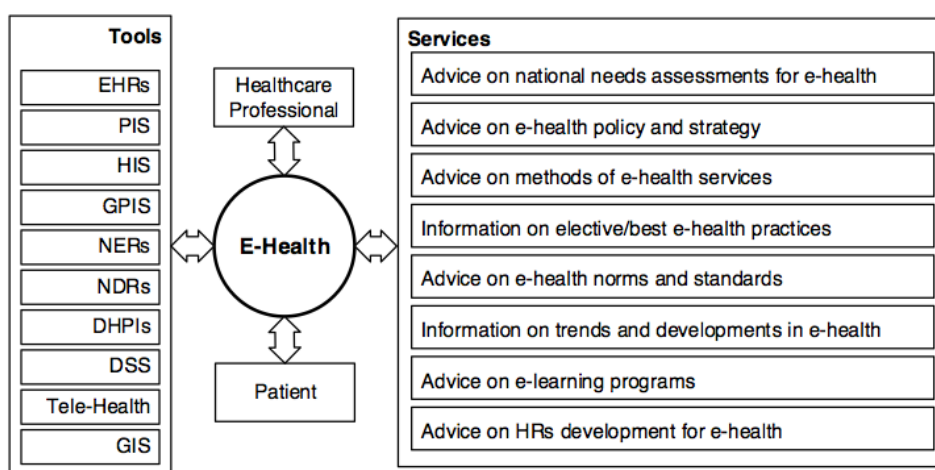 Tools
EHRs
PIS
HIS
GPIS
NERs
NDRs
DHPIs
DSS
Tele-Health
GIS
Healthcare
Professional
E-Health
Patient
Services
Advice on national needs assessments for e-health
Advice on e-health policy and strategy
Advice on methods of e-health services
Information on elective/best e-health practices
Advice on e-health norms and standards
Information on trends and developments in e-health
Advice on e-learning programs
Advice on HRs development for e-health